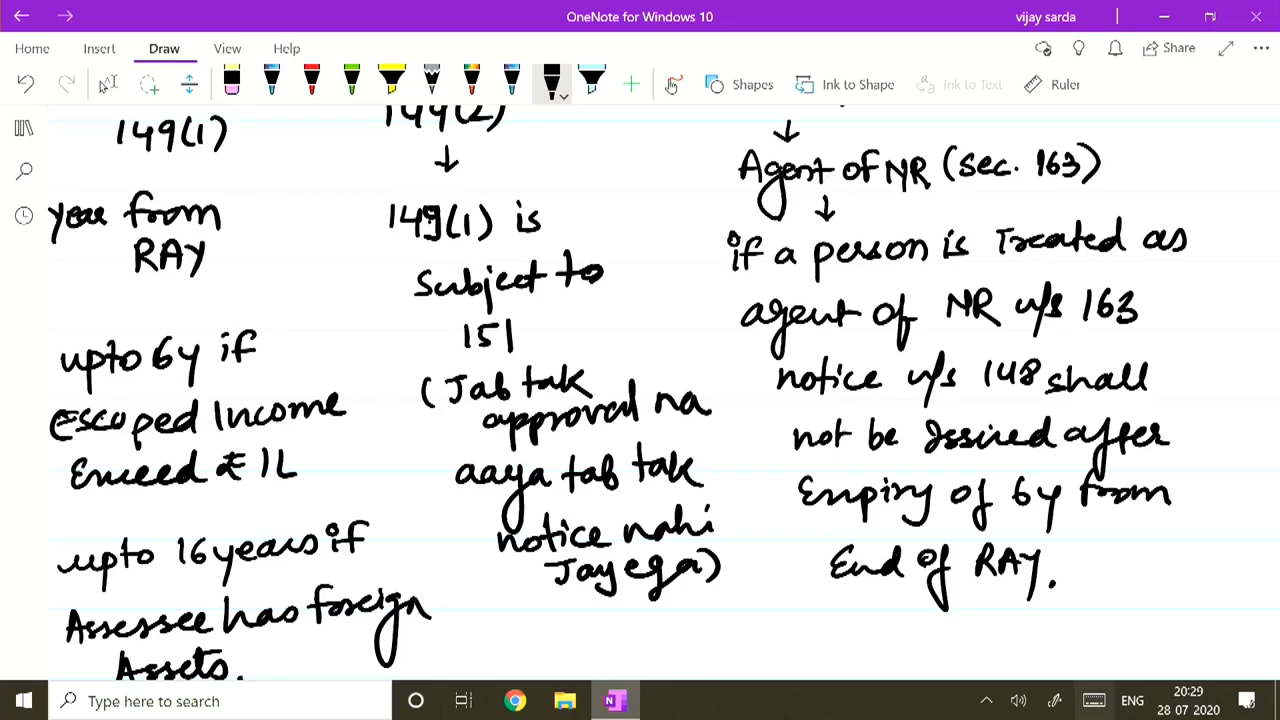 OneNote for Windows 10
vijay sarda
Home
Insert
Draw
View
Help
Share
Shapes
Ink to Shape
Ink to Text
Ruler
149(1)
year from
RAY
upto 6y if
Escaped Income
Exceed ₹ 1L
upto 16 years if
Assessee has foreign
Assets.
149(2)
149(1) is
Subject to
151
(Jab tak
approval na
aaya tab tak
notice nahi
Jayega)
Agent of NR (Sec. 163)
if a person is Treated as
agent of NR u/s 163
notice u/s 148 shall
not be Issued after
Expiry of 6y from
End of RAY.
Type here to search
ENG
20:29
28-07-2020